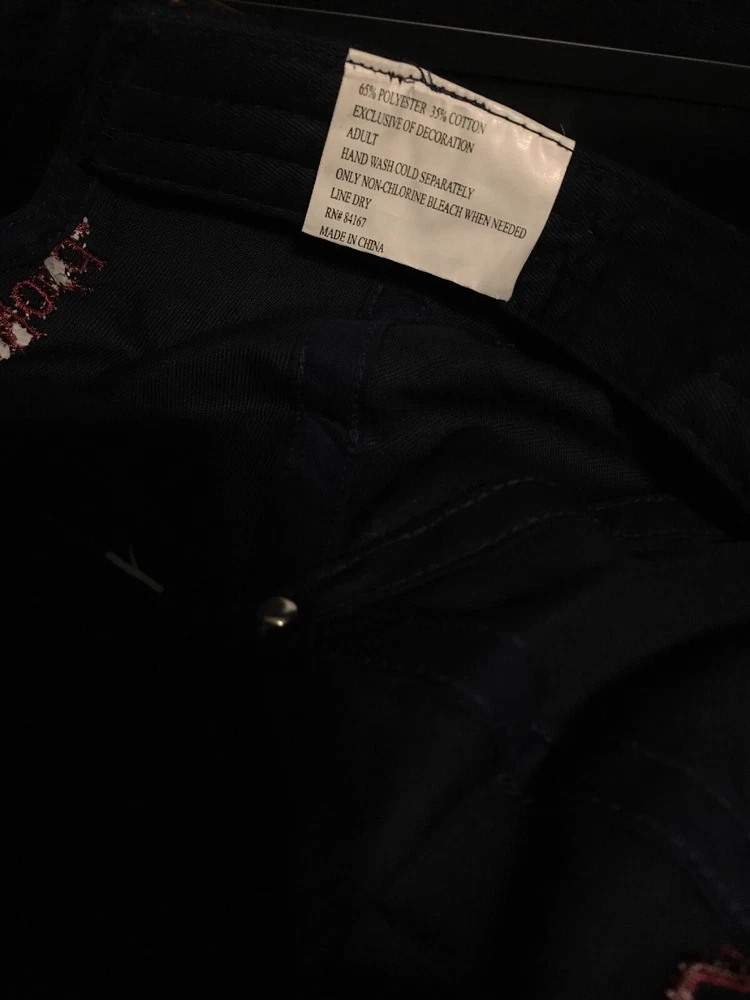 65% POLYESTER 35% COTTON
EXCLUSIVE OF DECORATION
ADULT
HAND WASH COLD SEPARATELY
ONLY NON-CHLORINE BLEACH WHEN NEEDED
LINE DRY
RN# 84167
MADE IN CHINA